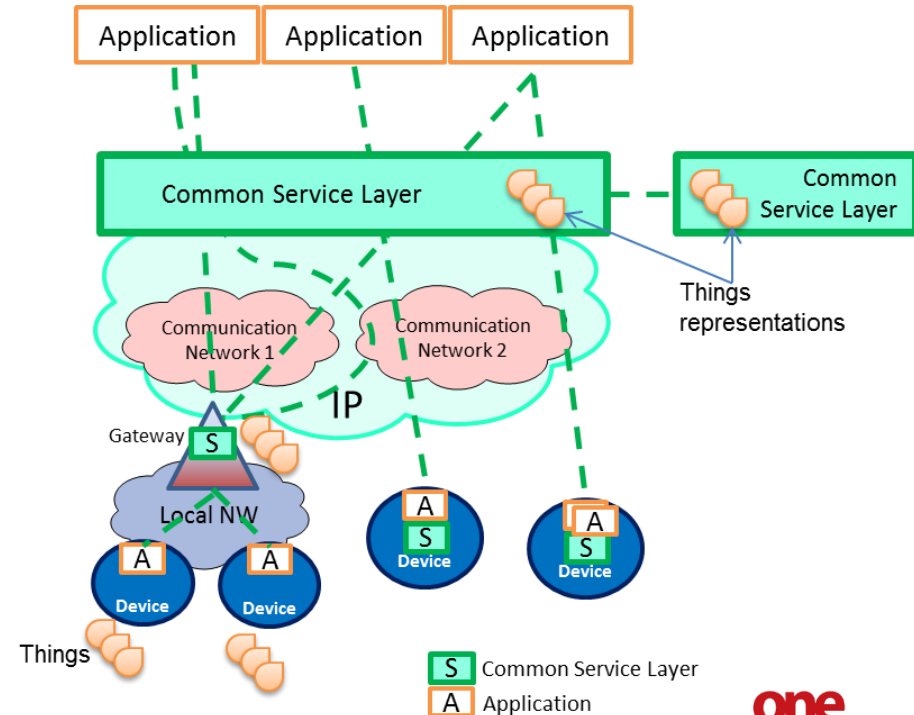 Application
Application
Application
Common Service Layer
Common
Service Layer
Things
representations
Communication
Network 1
Communication
Network 2
IP
Gateway
S
Local NW
A
Device
A
Device
A
S
Device
A
S
Device
Things
S Common Service Layer
A Application
one